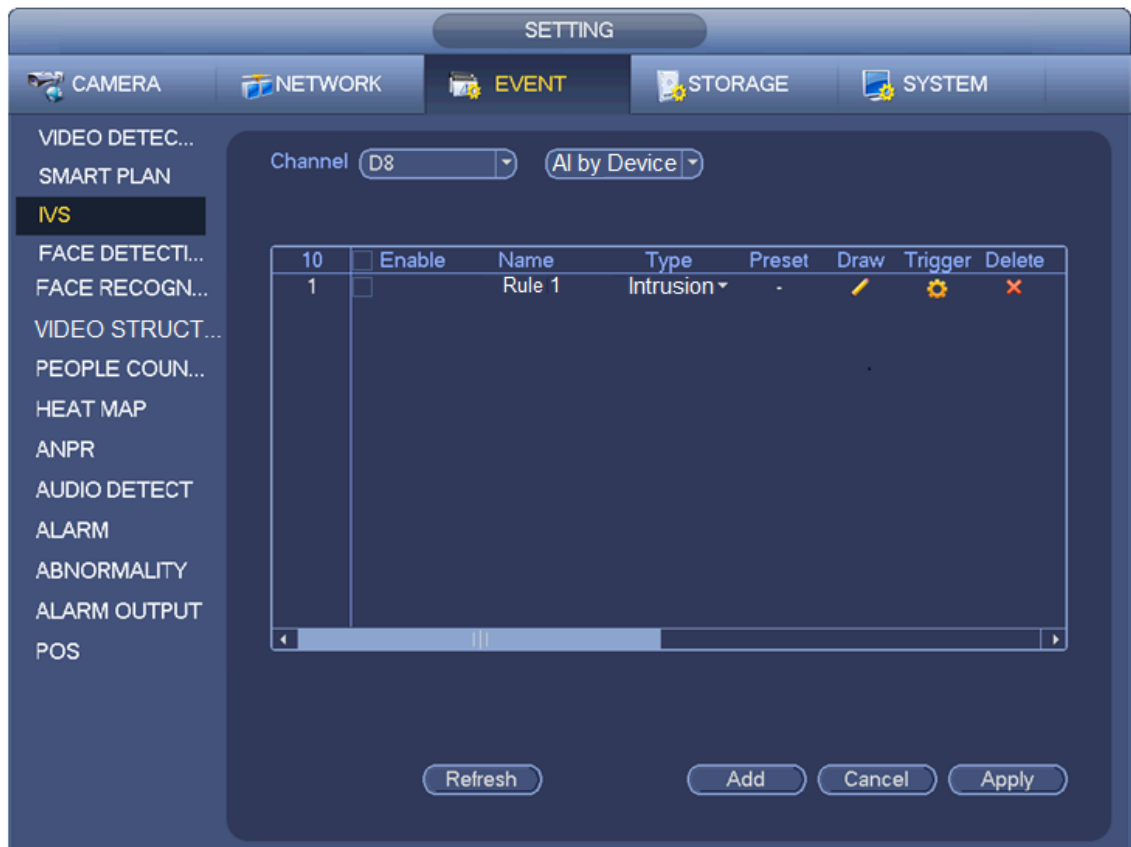 SETTING
CAMERA NETWORK EVENT STORAGE SYSTEM
VIDEO DETEC...
SMART PLAN
IVS
FACE DETECTI...
FACE RECOGN...
VIDEO STRUCT...
PEOPLE COUN...
HEAT MAP
ANPR
AUDIO DETECT
ALARM
ABNORMALITY
ALARM OUTPUT
POS
Channel D8 AI by Device
10 Enable Name Type Preset Draw Trigger Delete
1 Rule 1 Intrusion -
Refresh Add Cancel Apply